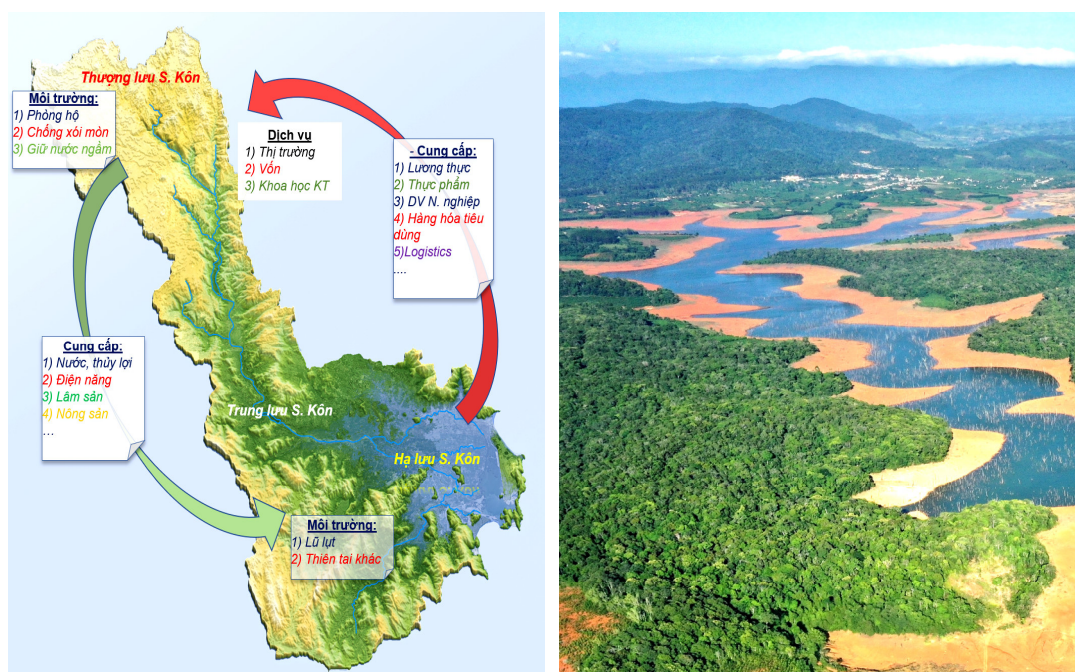 Thượng lưu S. Kôn
Môi trường:
1) Phòng hộ
2) Chống xói mòn
3) Giữ nước ngầm
Dịch vụ
1) Thị trường
2) Vốn
3) Khoa học KT
- Cung cấp:
1) Lương thực
2) Thực phẩm
3) DV N. nghiệp
4) Hàng hóa tiêu
dùng
5)Logistics
....
Cung cấp:
1) Nước, thủy lợi
2) Điện năng
3) Lâm sản
4) Nông sản
…
Trung lưu S. Kôn
Hạ lưu S. Kôn
Môi trường:
1) Lũ lụt
2) Thiên tai khác